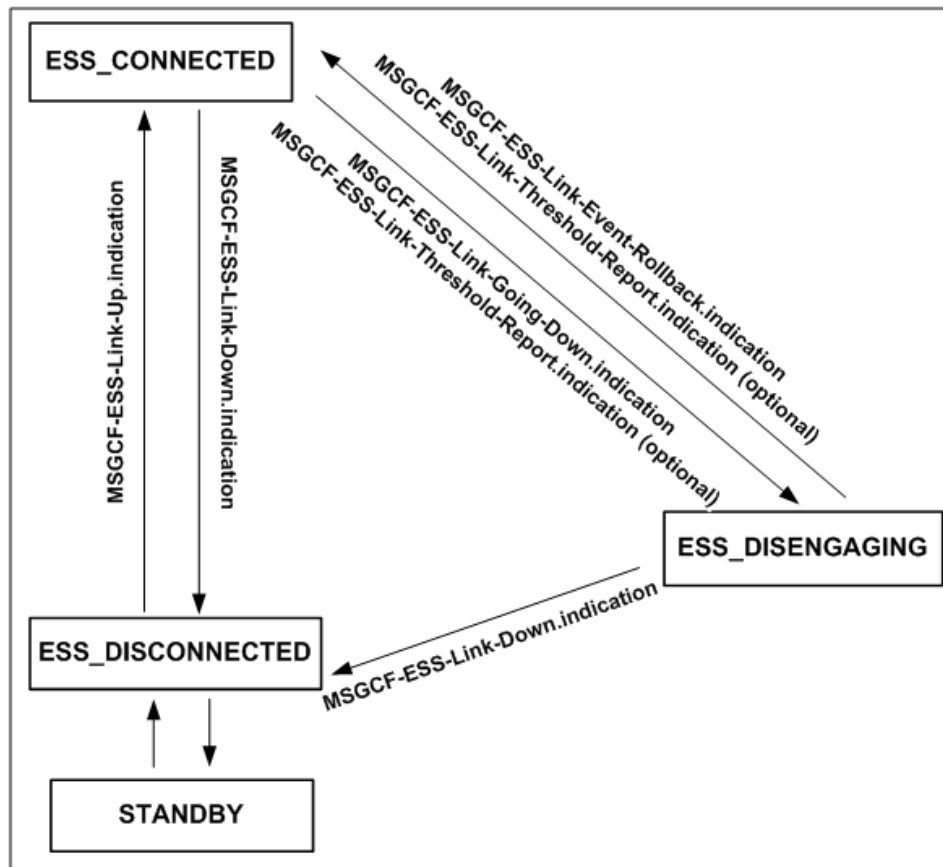 ESS_CONNECTED
MSGCF-ESS-Link-Event-Rollback.indication
MSGCF-ESS-Link-Threshold-Report.indication (optional)
MSGCF-ESS-Link-Going-Down.indication
MSGCF-ESS-Link-Threshold-Report.indication (optional)
MSGCF-ESS-Link-Up.indication
MSGCF-ESS-Link-Down.indication
ESS_DISENGAGING
MSGCF-ESS-Link-Down.indication
ESS_DISCONNECTED
STANDBY